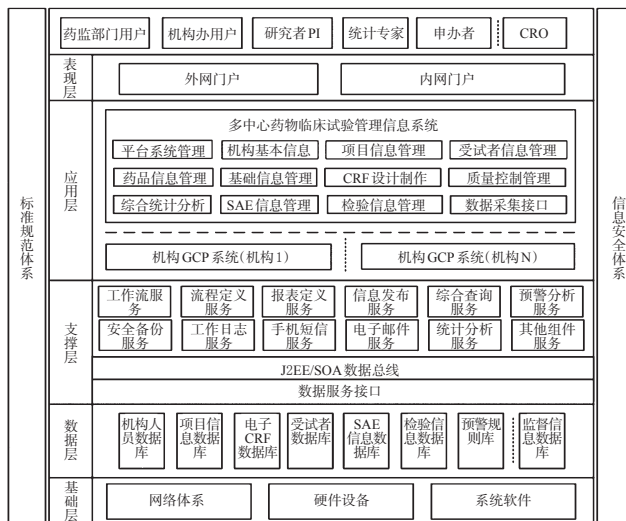 药监部门用户
机构办用户
研究者PI
统计专家
申办者
CRO
表现层
外网门户
内网门户
标准规范体系
信息安全体系
应用层
多中心药物临床试验管理信息系统
平台系统管理
机构基本信息
项目信息管理
受试者信息管理
药品信息管理
基础信息管理
CRF设计制作
质量控制管理
综合统计分析
SAE信息管理
检验信息管理
数据采集接口
机构GCP系统(机构1)
机构GCP系统(机构N)
支撑层
工作流服
务
流程定义
服务
报表定义
服务
信息发布
服务
综合查询
服务
预警分析
服务
安全备份
服务
工作日志
服务
手机短信
服务
电子邮件
服务
统计分析
服务
其他组件
服务
J2EE/SOA数据总线
数据服务接口
数据层
机构人
员数据
库
项目信
息数据
库
电子
CRF
数据库
受试者
数据库
SAE
信息数
据库
检验信
息数据
库
预警规
则库
监督信
息数据
库
基础层
网络体系
硬件设备
系统软件